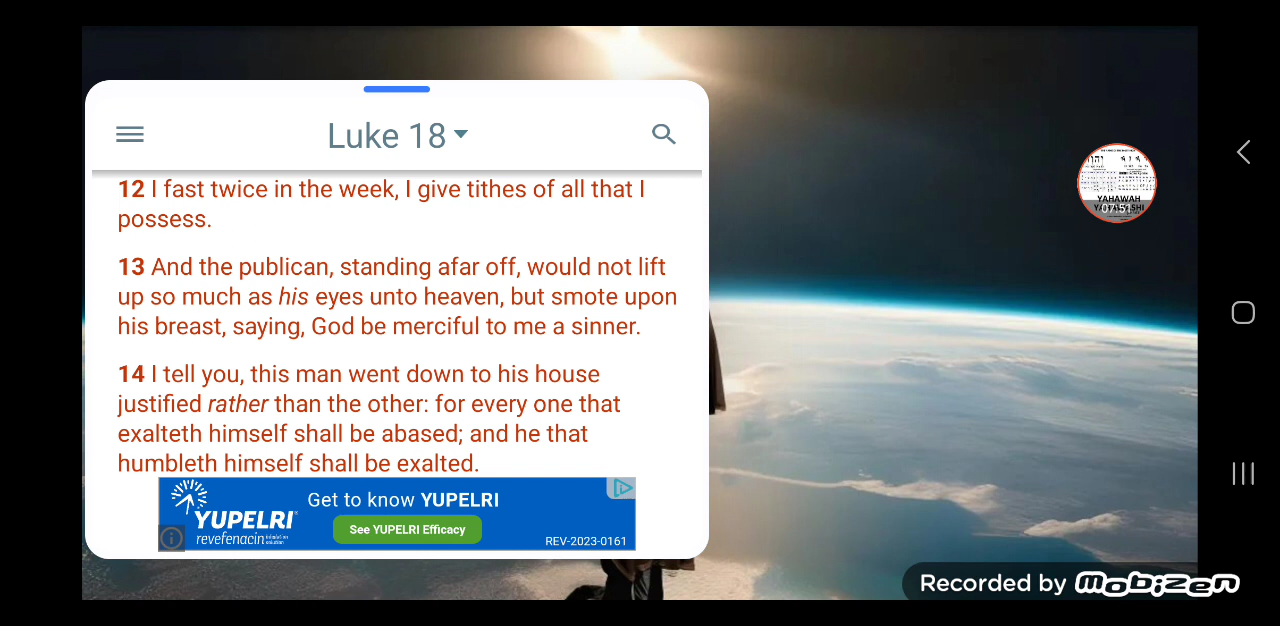 Luke 18
12 I fast twice in the week, I give tithes of all that I
possess.
13 And the publican, standing afar off, would not lift
up so much as his eyes unto heaven, but smote upon
his breast, saying, God be merciful to me a sinner.
14 I tell you, this man went down to his house
justified rather than the other: for every one that
exalteth himself shall be abased; and he that
humbleth himself shall be exalted.
Get to know YUPELRI
YUPELRI
revefenacin
See YUPELRI Efficacy
REV-2023-0161
YAHAWAH
Recorded by Mobizen